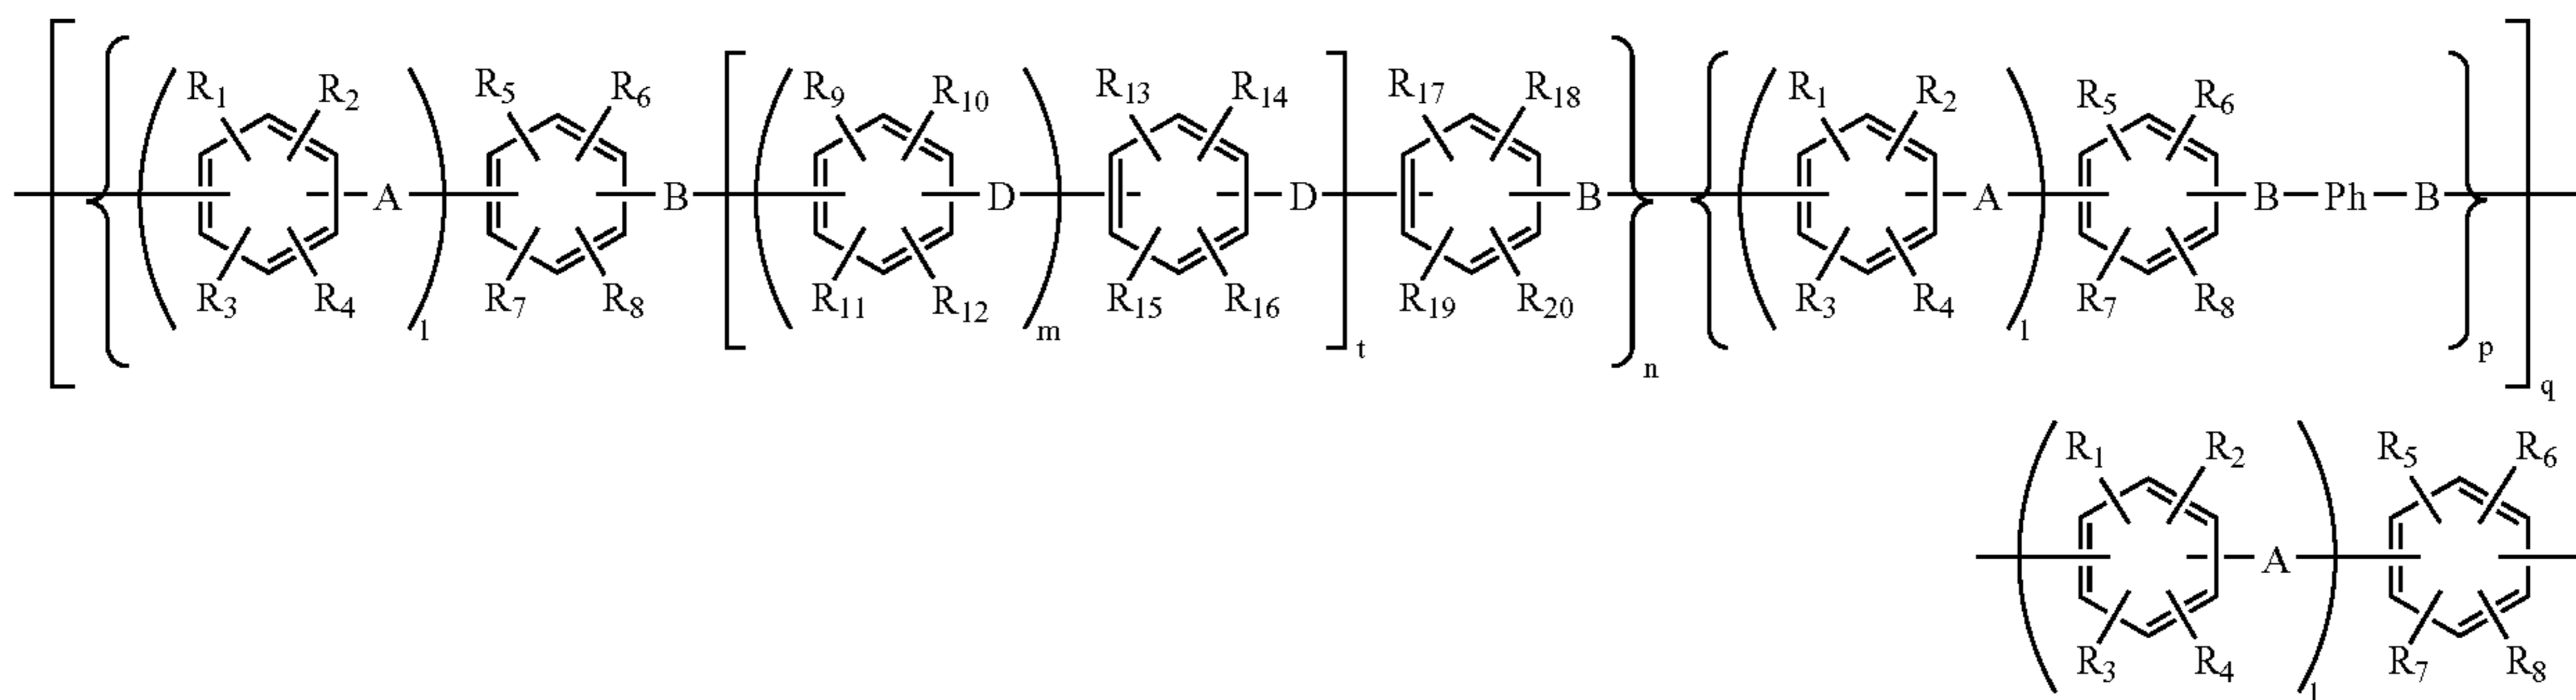 R1 R2 R5 R6 R9 R10 R13 R14 R17 R18 R1 R2 R5 R6
A B D D B A B Ph B
R3 R4 l R7 R8 R11 R12 m R15 R16 t R19 R20 n R3 R4 l R7 R8 p q
R1 R2 R5 R6
A
R3 R4 l R7 R8